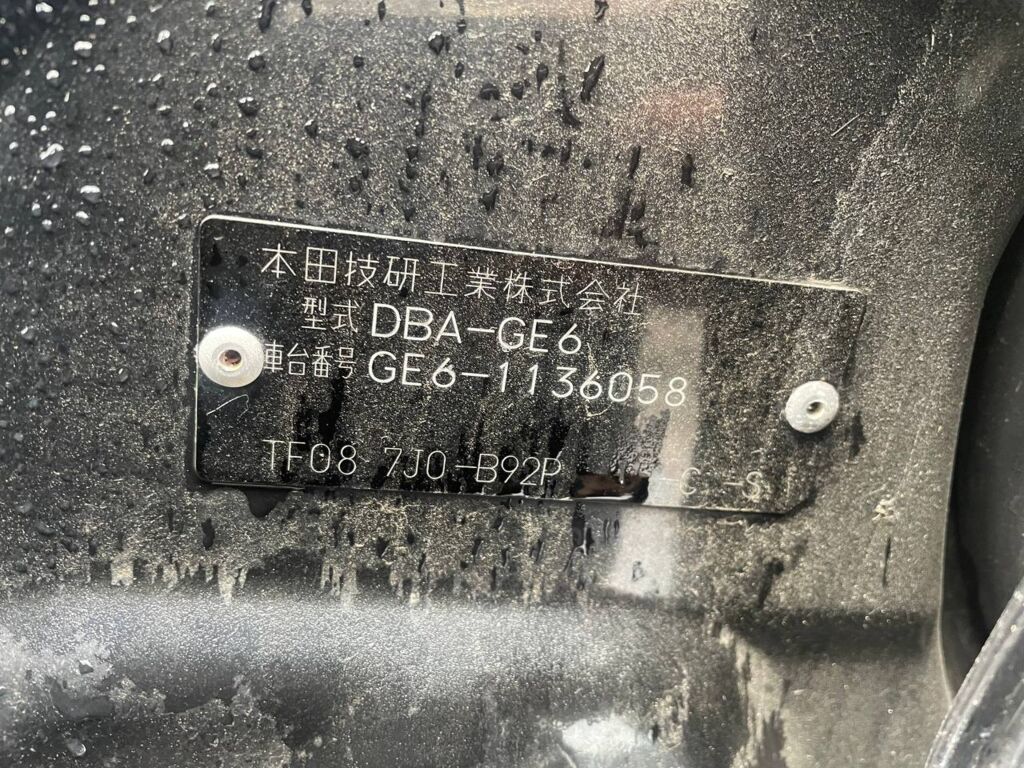 本田技研工業株式会社
型式 DBA-GE6
車台番号 GE6-1136058
TF08 7J0-B92P C -S